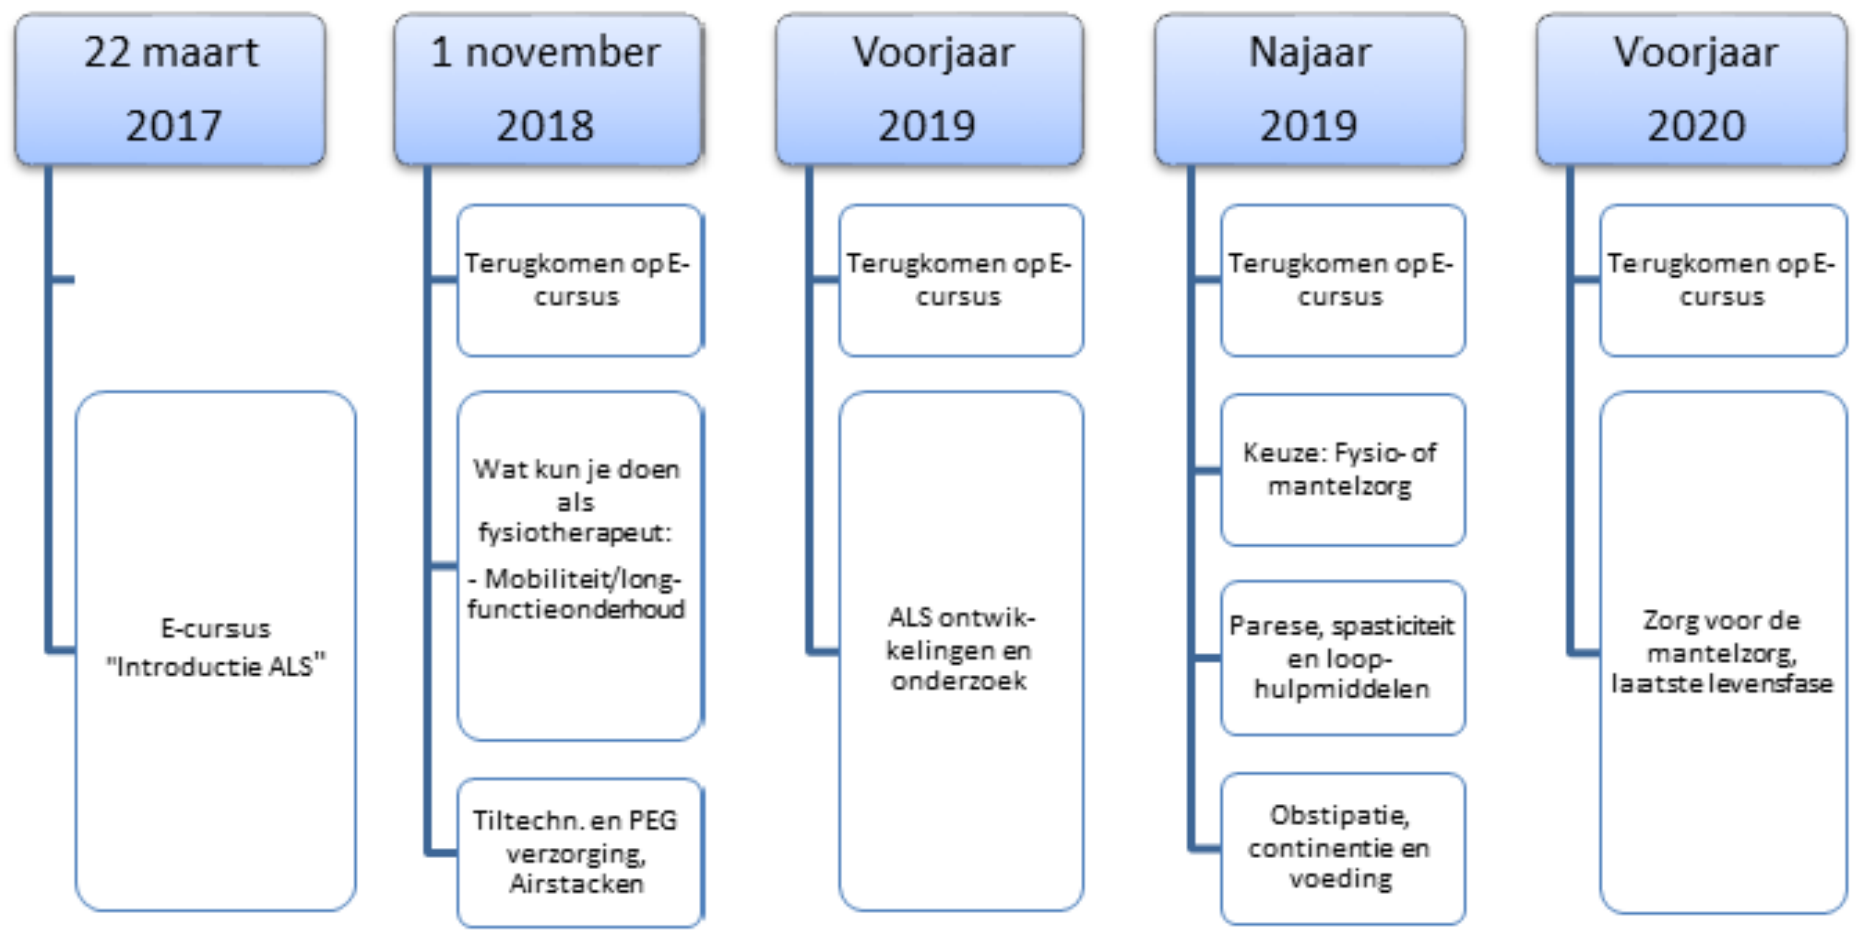 22 maart
2017
E-cursus
"Introductie ALS"
1 november
2018
Terugkomen op E-
cursus
Wat kun je doen
als
fysiotherapeut:
- Mobiliteit/long-
functieonderhoud
Tiltechn. en PEG
verzorging,
Airstacken
Voorjaar
2019
Terugkomen op E-
cursus
ALS ontwik-
kelingen en
onderzoek
Najaar
2019
Terugkomen op E-
cursus
Keuze: Fysio- of
mantelzorg
Parese, spasticiteit
en loop-
hulpmiddelen
Obstipatie,
continentie en
voeding
Voorjaar
2020
Terugkomen op E-
cursus
Zorg voor de
mantelzorg,
laatste levensfase